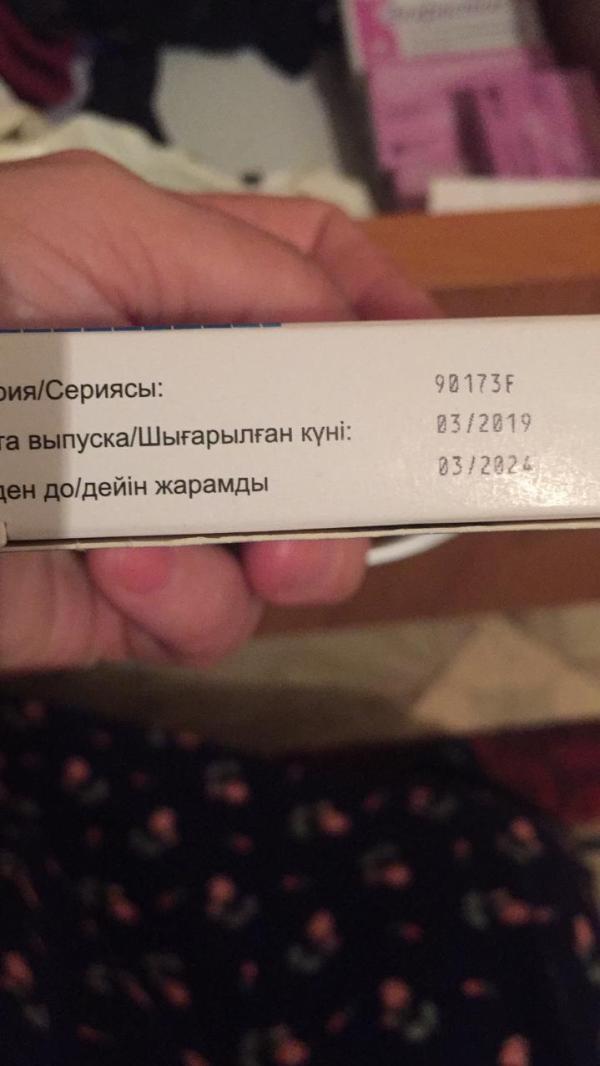 рия/Сериясы: 90173F
та выпуска/Шығарылған күні: 03/2019
ден до/дейін жарамды 03/2024